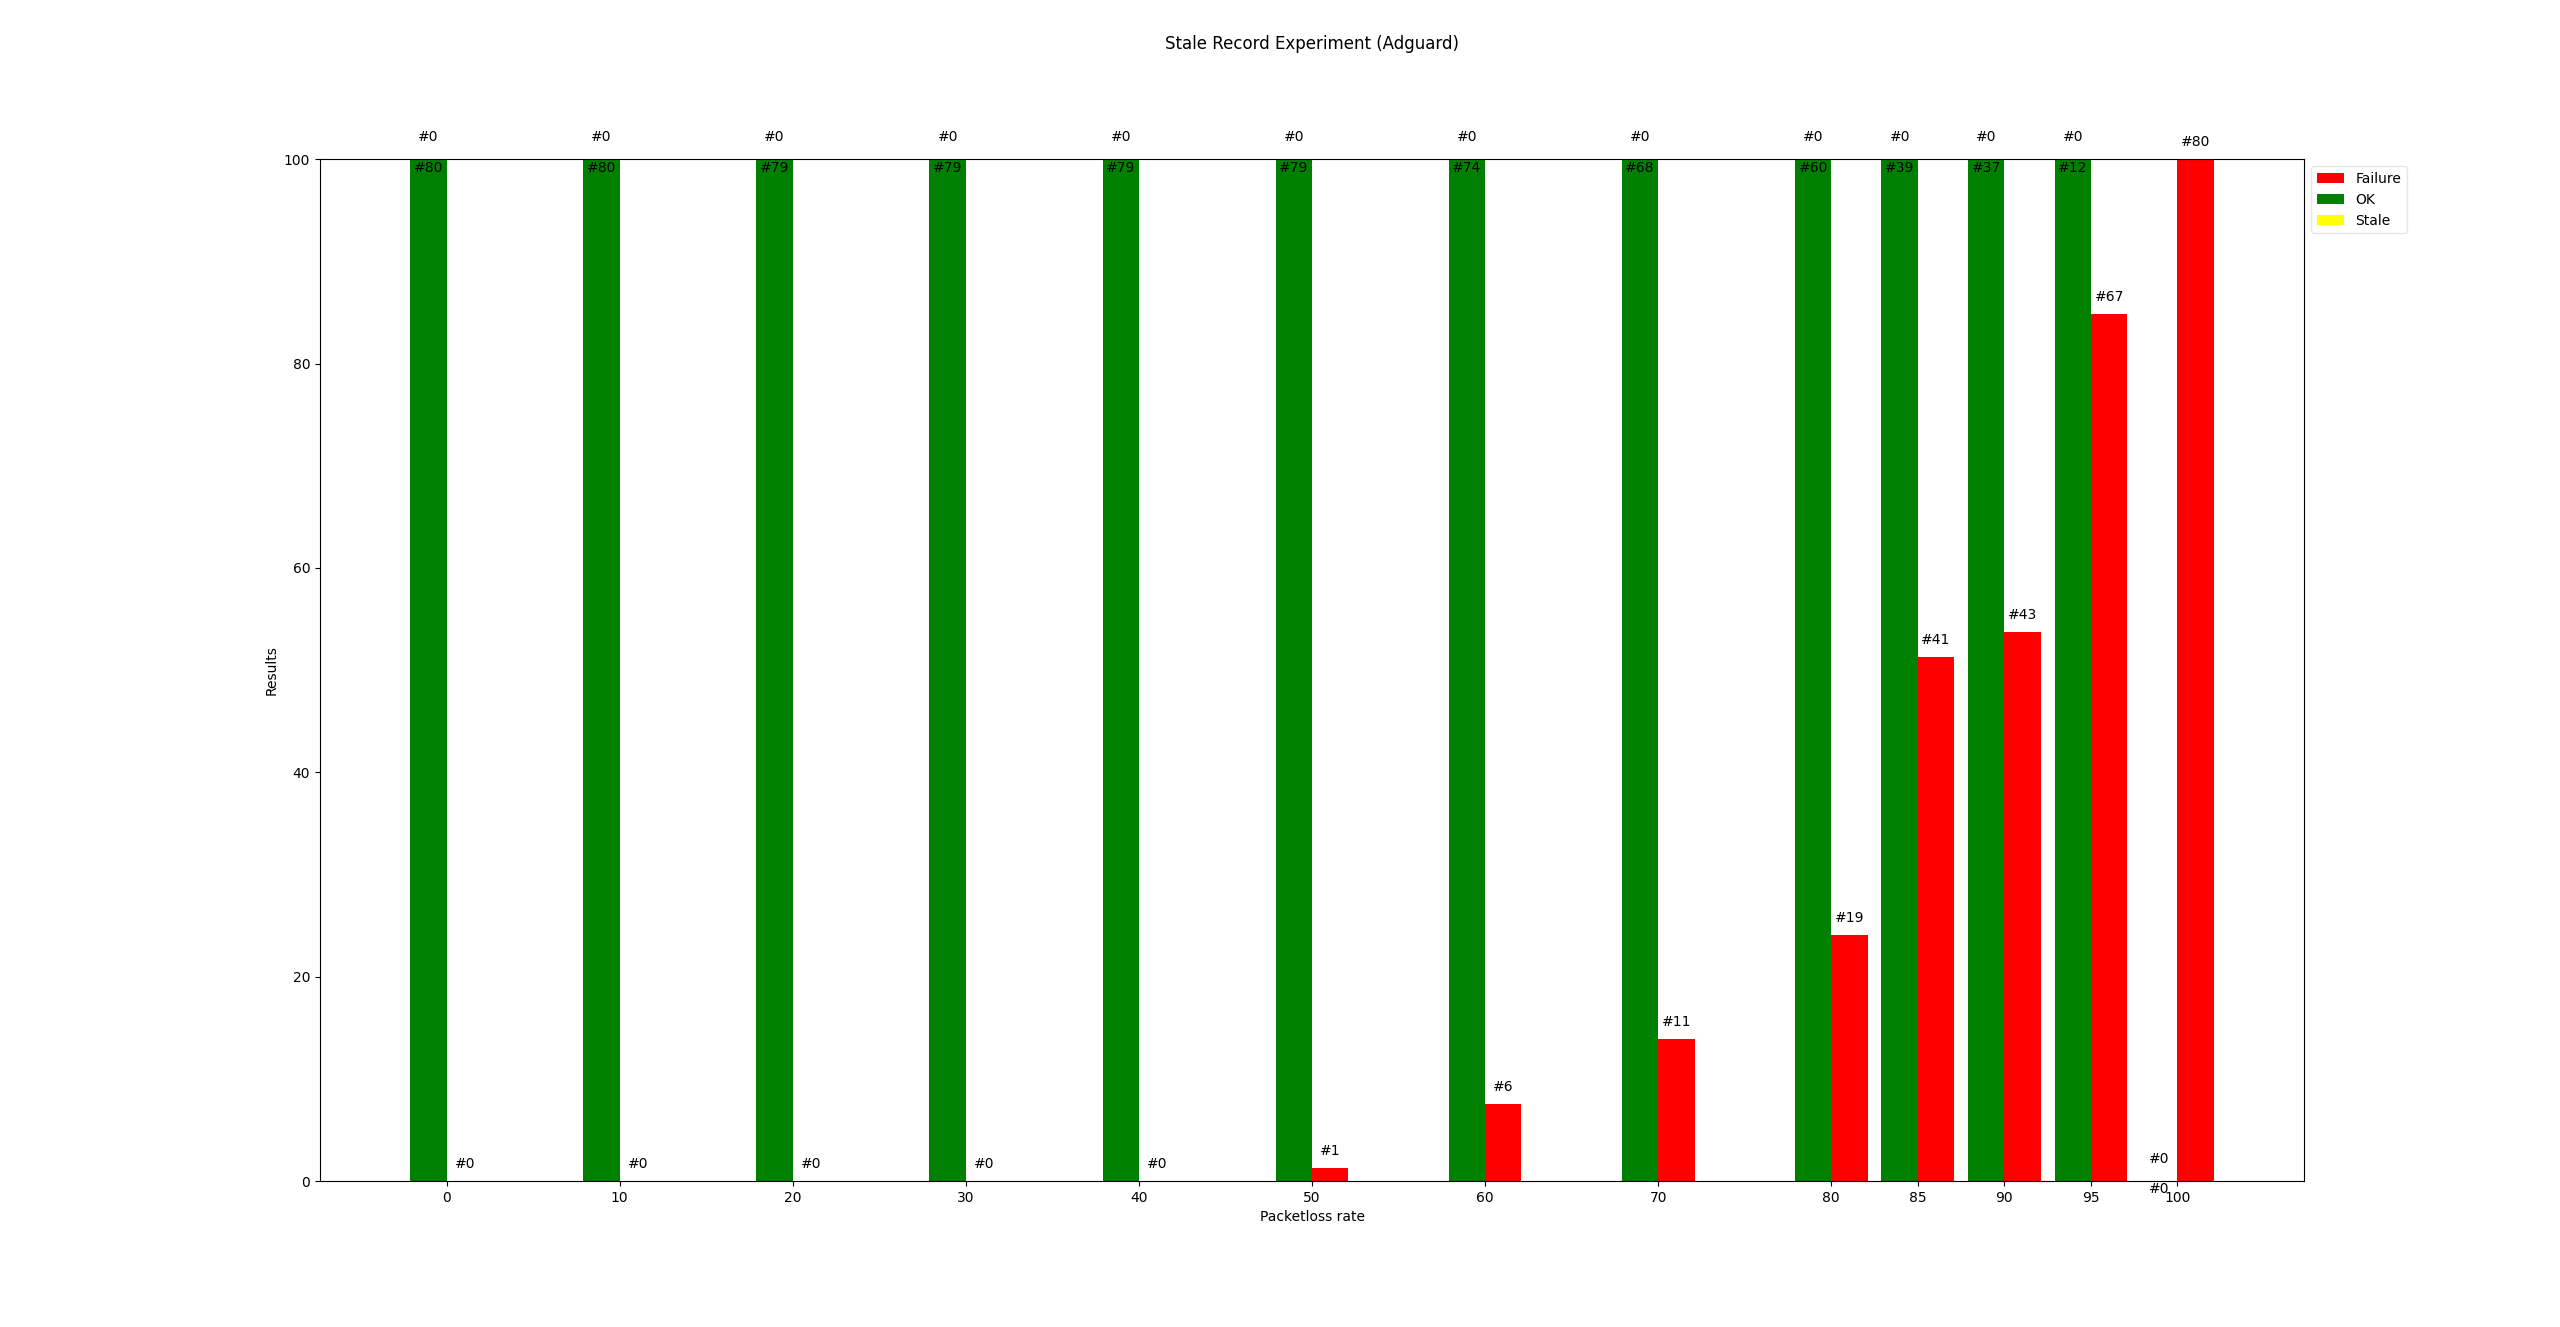 Stale Record Experiment (Adguard)
#0 #0 #0 #0 #0 #0 #0 #0 #0 #0 #0 #0 #80
100 #80 #80 #79 #79 #79 #79 #74 #68 #60 #39 #37 #12
Failure
OK
Stale
#67
80
#43
#41
60
Results
40
#19
20
#11
#6
#1
#0 #0 #0 #0 #0 #0
0 #0
0 10 20 30 40 50 60 70 80 85 90 95 100
Packetloss rate